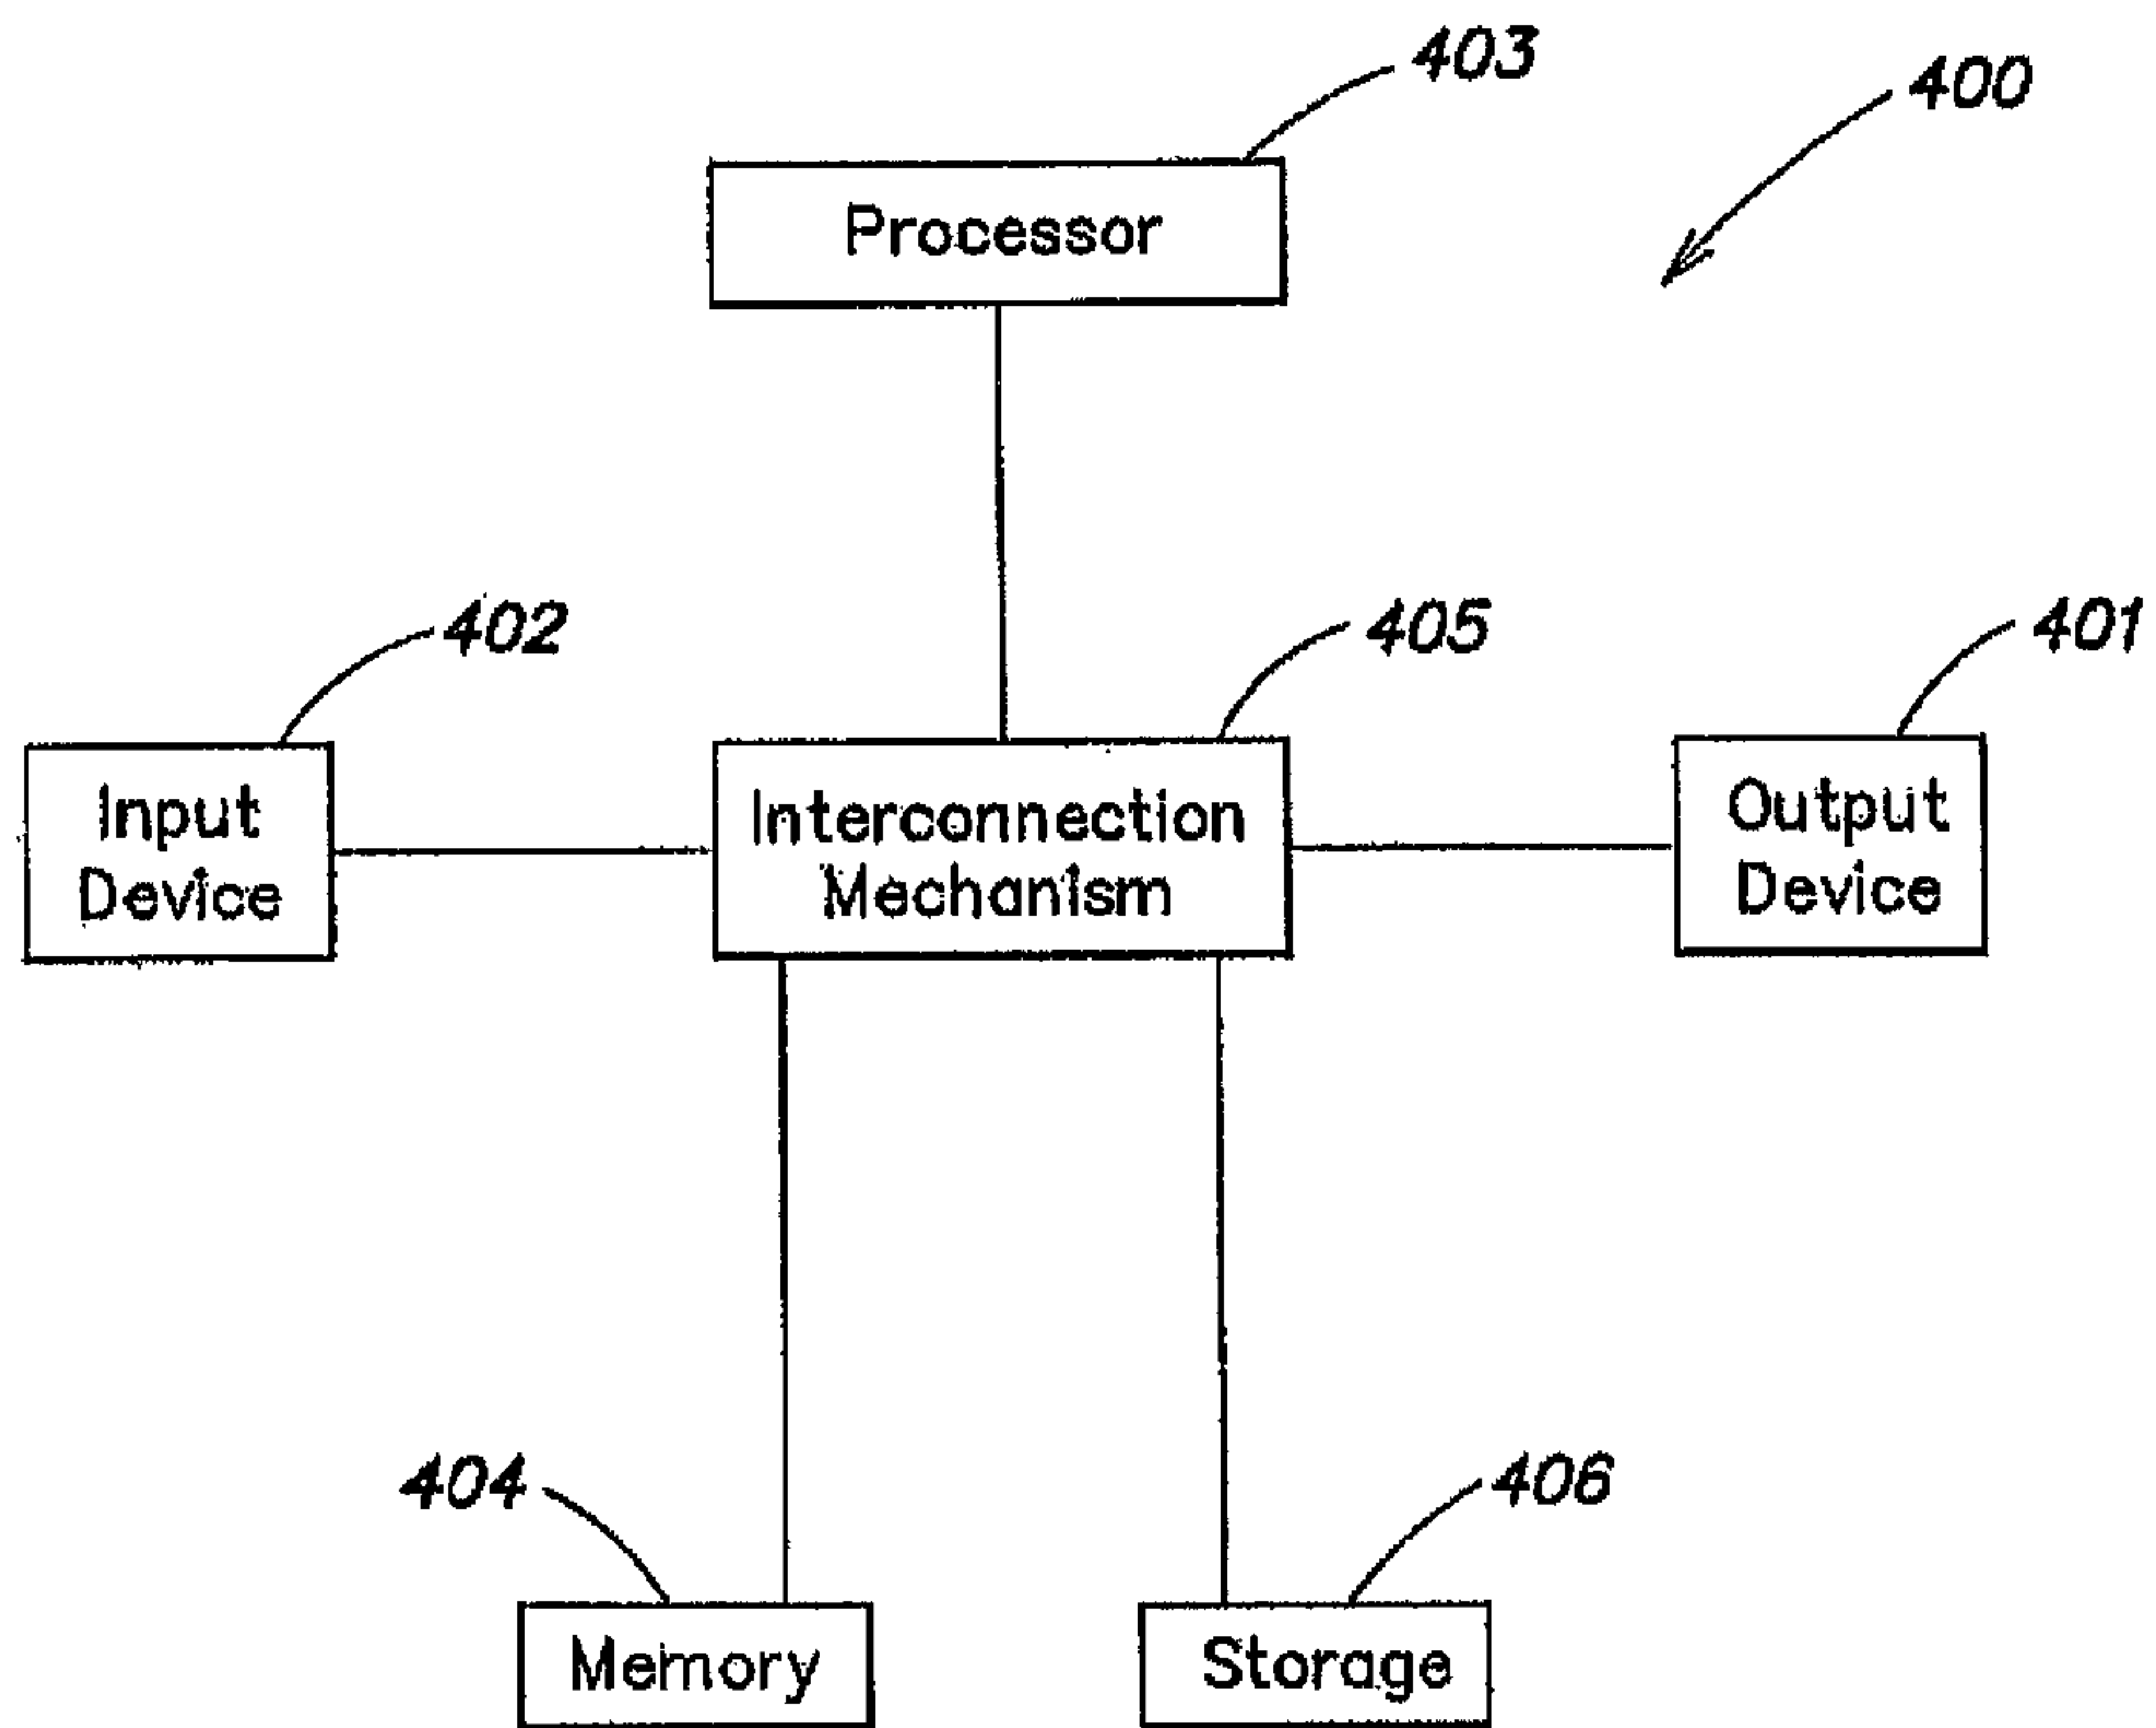 403
400
Processor
402
405
401
Input
Device
Interconnection
Mechanism
Output
Device
404
406
Memory
Storage